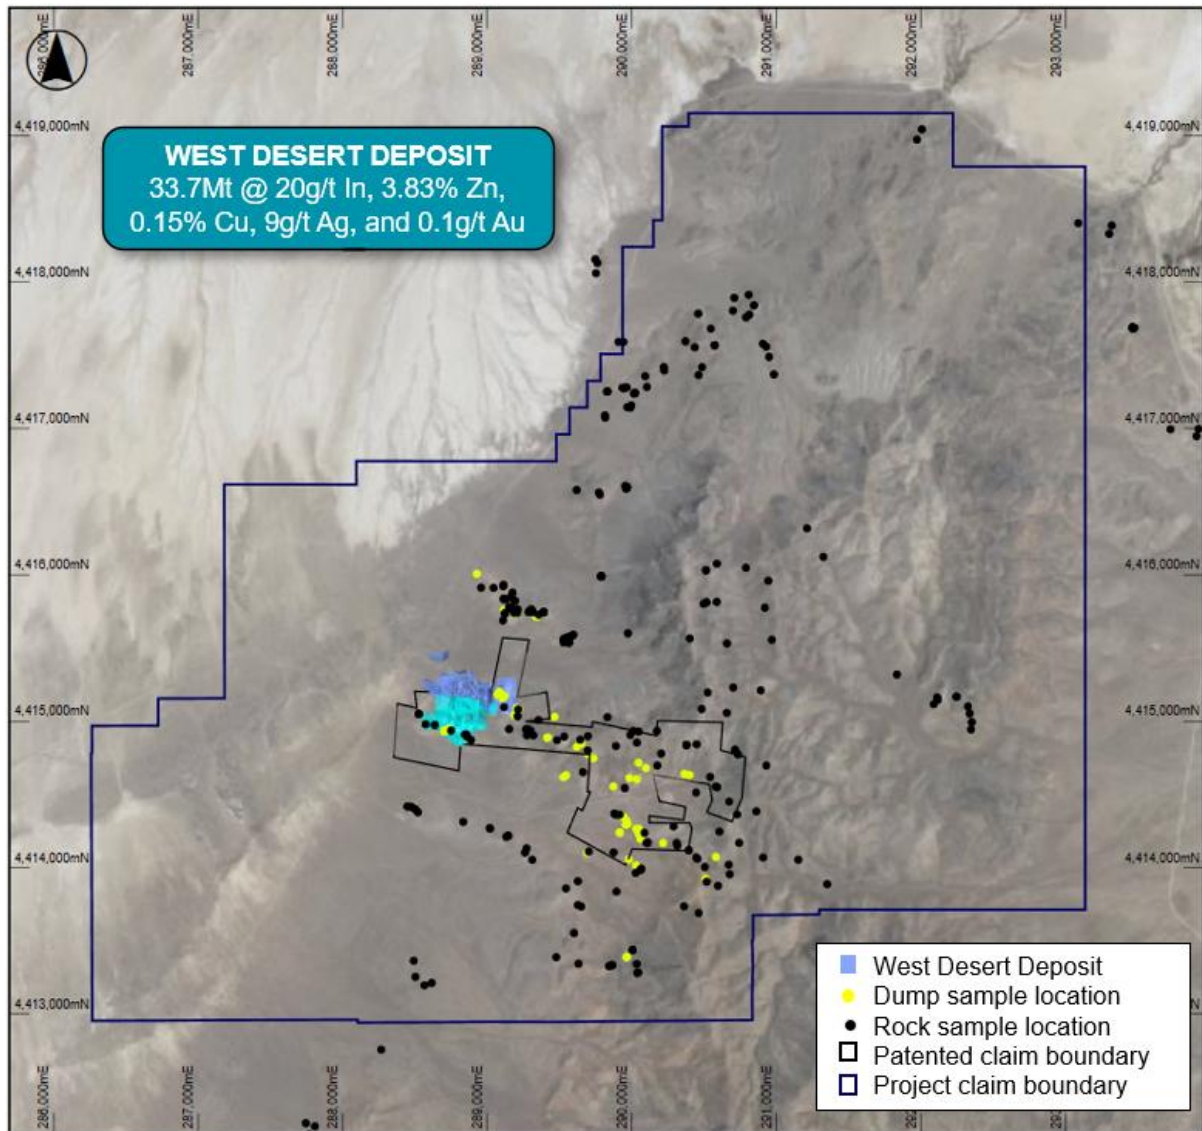 286,000mE
287,000mE
288,000mE
289,000mE
290,000mE
291,000mE
292,000mE
293,000mE
4,419,000mN
4,419,000mN
WEST DESERT DEPOSIT
33.7Mt @ 20g/t In, 3.83% Zn,
0.15% Cu, 9g/t Ag, and 0.1g/t Au
4,418,000mN
4,418,000mN
4,417,000mN
4,417,000mN
4,416,000mN
4,416,000mN
4,415,000mN
4,415,000mN
4,414,000mN
4,414,000mN
4,413,000mN
West Desert Deposit
Dump sample location
Rock sample location
Patented claim boundary
Project claim boundary
286,000mE
287,000mE
288,000mE
289,000mE
290,000mE
291,000mE